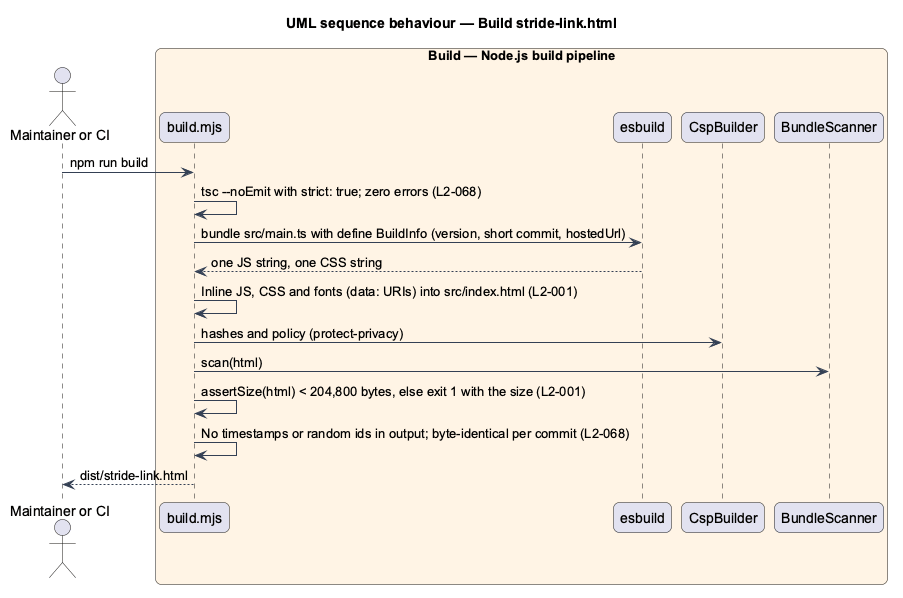 UML sequence behaviour — Build stride-link.html
Build — Node.js build pipeline
Maintainer or CI
build.mjs
esbuild
CspBuilder
BundleScanner
npm run build
tsc --noEmit with strict: true; zero errors (L2-068)
bundle src/main.ts with define BuildInfo (version, short commit, hostedUrl)
one JS string, one CSS string
Inline JS, CSS and fonts (data: URIs) into src/index.html (L2-001)
hashes and policy (protect-privacy)
scan(html)
assertSize(html) < 204,800 bytes, else exit 1 with the size (L2-001)
No timestamps or random ids in output; byte-identical per commit (L2-068)
dist/stride-link.html
Maintainer or CI
build.mjs
esbuild
CspBuilder
BundleScanner